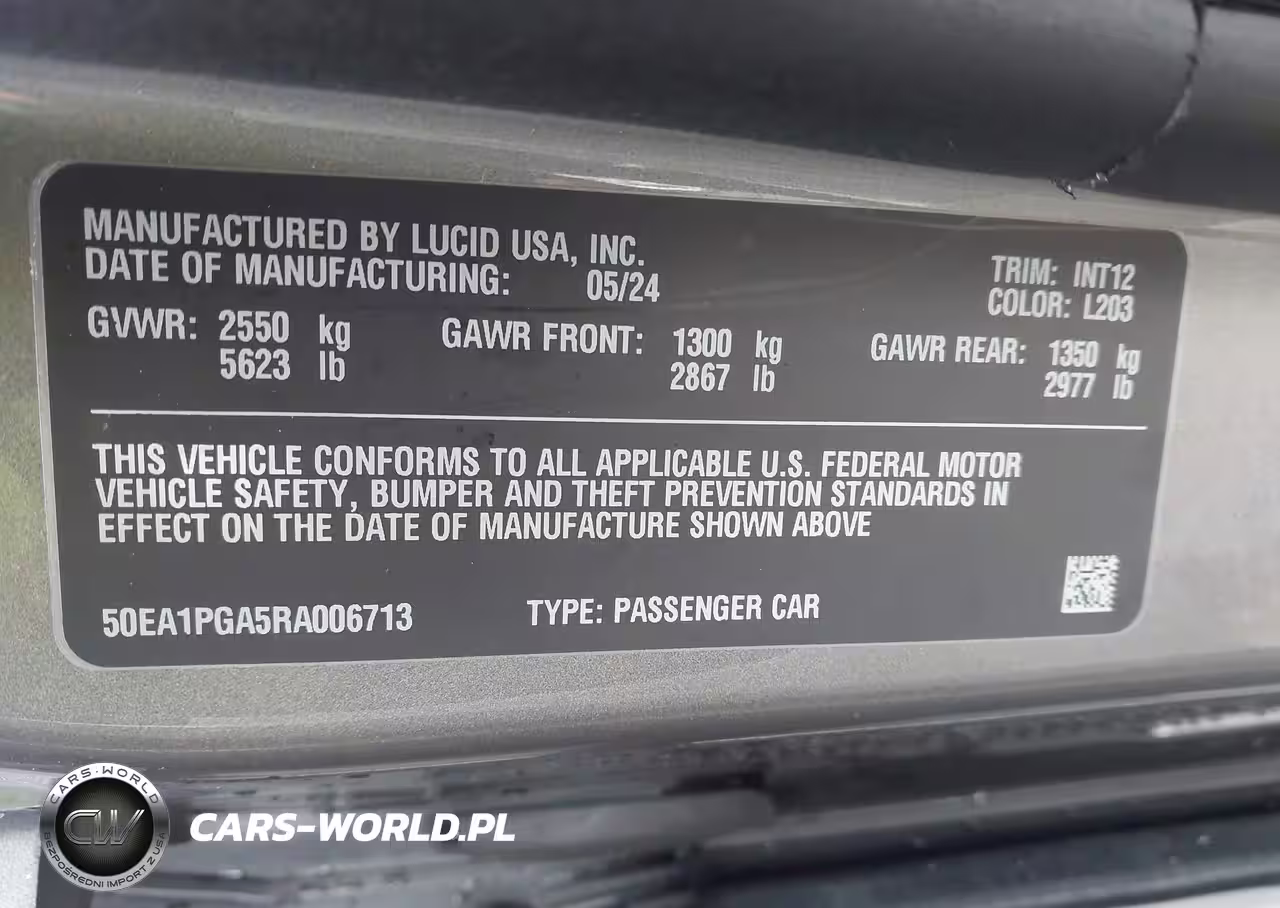 MANUFACTURED BY LUCID USA, INC.
DATE OF MANUFACTURING: 05/24
TRIM: INT12
COLOR: L203
GVWR: 2550 kg GAWR FRONT: 1300 kg GAWR REAR: 1350 kg
5623 lb 2867 lb 2977 lb
THIS VEHICLE CONFORMS TO ALL APPLICABLE U.S. FEDERAL MOTOR
VEHICLE SAFETY, BUMPER AND THEFT PREVENTION STANDARDS IN
EFFECT ON THE DATE OF MANUFACTURE SHOWN ABOVE
50EA1PGA5RA006713 TYPE: PASSENGER CAR
CARS-WORLD
CW
BEZPOŚREDNI IMPORT Z USA
CARS-WORLD.PL